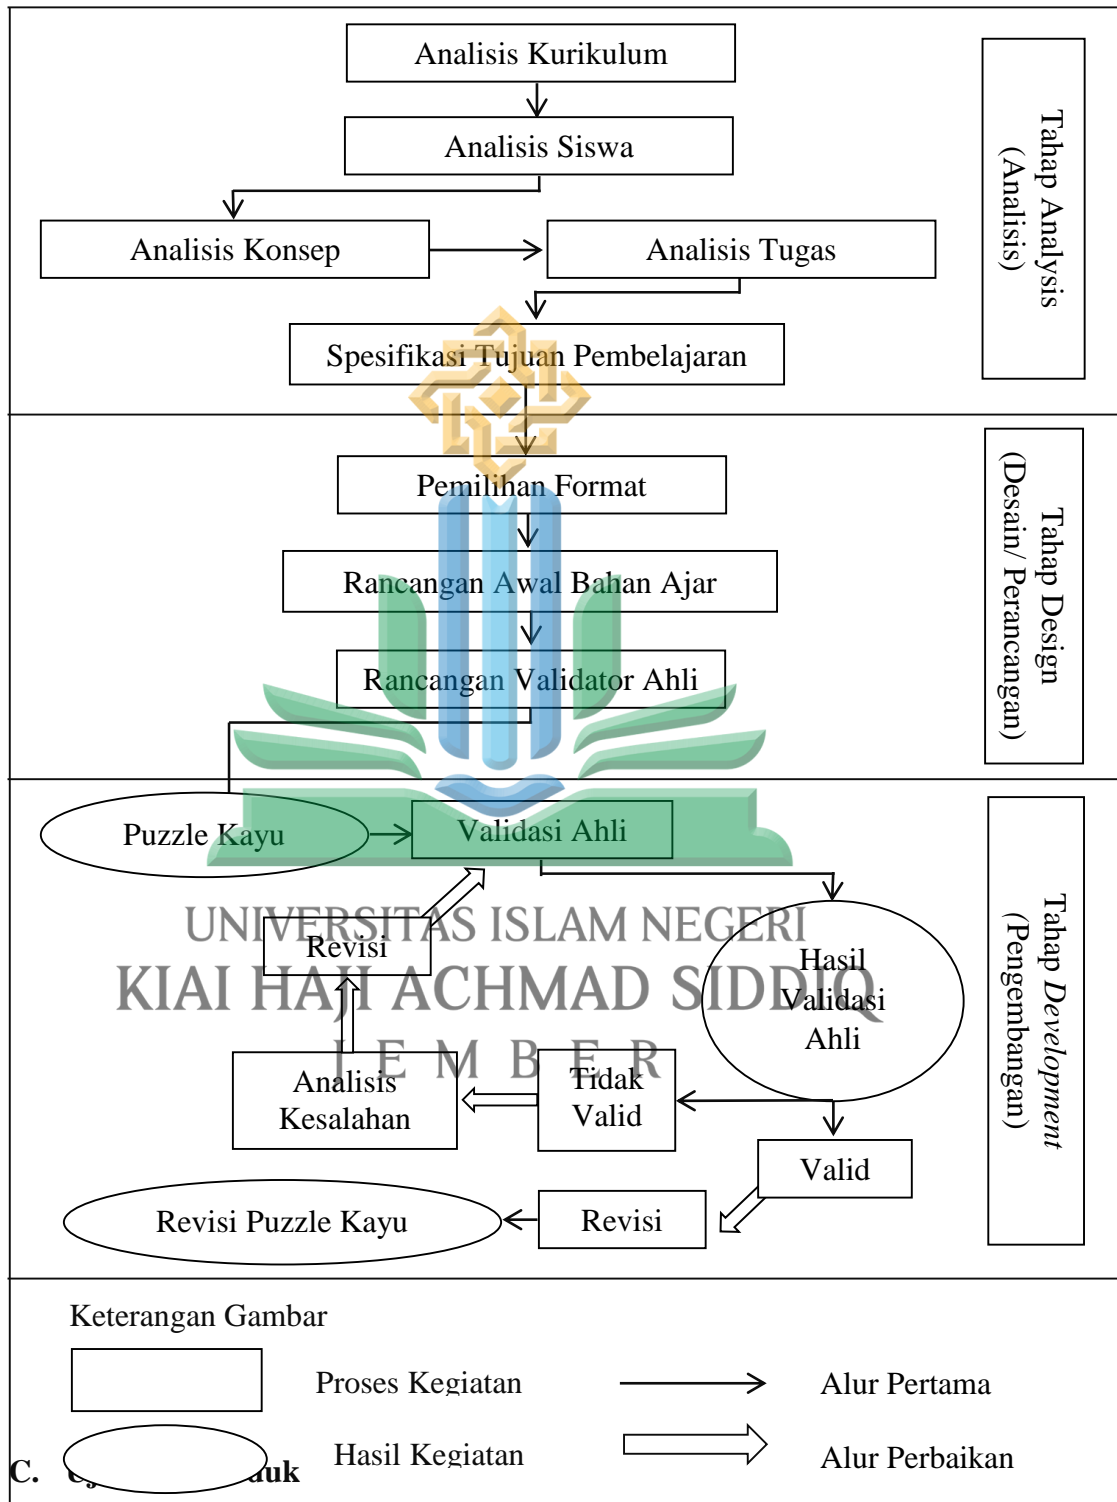 Analisis Kurikulum
Analisis Siswa
Analisis Konsep
Analisis Tugas
Spesifikasi Tujuan Pembelajaran
Tahap Analysis
(Analisis)
Pemilihan Format
Rancangan Awal Bahan Ajar
Rancangan Validator Ahli
Tahap Design
(Desain/ Perancangan)
Puzzle Kayu
Validasi Ahli
Revisi
Hasil
Validasi
Ahli
Analisis
Kesalahan
Tidak
Valid
Valid
Revisi Puzzle Kayu
Revisi
Tahap Development
(Pengembangan)
UNIVERSITAS ISLAM NEGERI
KIAI HAJI ACHMAD SIDDIQ
JEMBER
Keterangan Gambar
Proses Kegiatan
Alur Pertama
Hasil Kegiatan
Alur Perbaikan
C.